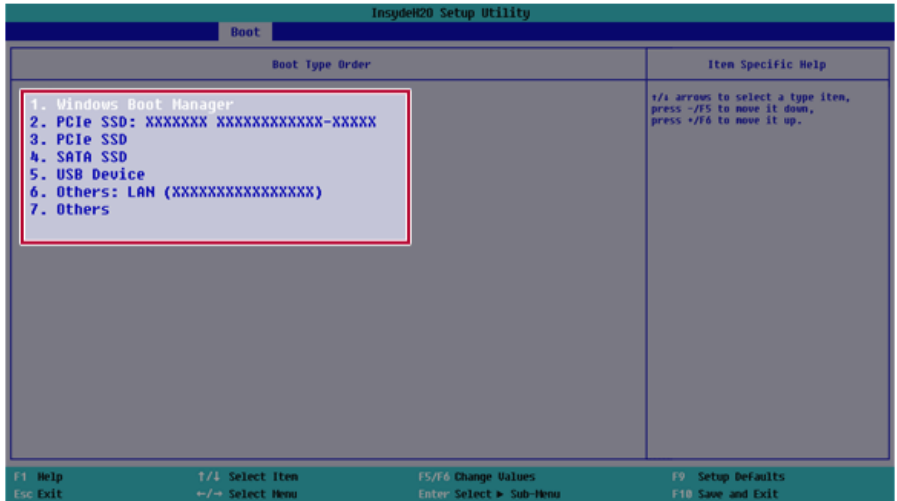 InsydeH20 Setup Utility
Boot
Boot Type Order
Item Specific Help
1. Windows Boot Manager
2. PCIe SSD: XXXXXXX XXXXXXXXXXXX-XXXXX
3. PCIe SSD
4. SATA SSD
5. USB Device
6. Others: LAN (XXXXXXXXXXXXXXXX)
7. Others
↑/↓ arrows to select a type item,
press -/F5 to move it down,
press +/F6 to move it up.
F1 Help ↑/↓ Select Item F5/F6 Change Values F9 Setup Defaults
Esc Exit ←/→ Select Menu Enter Select ▶ Sub-Menu F10 Save and Exit